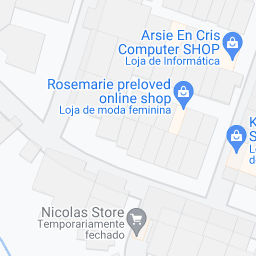 Arsie En Cris
Computer SHOP
Loja de Informática
Rosemarie preloved
online shop
Loja de moda feminina
K
S
Lo
d
Nicolas Store
Temporariamente
fechado